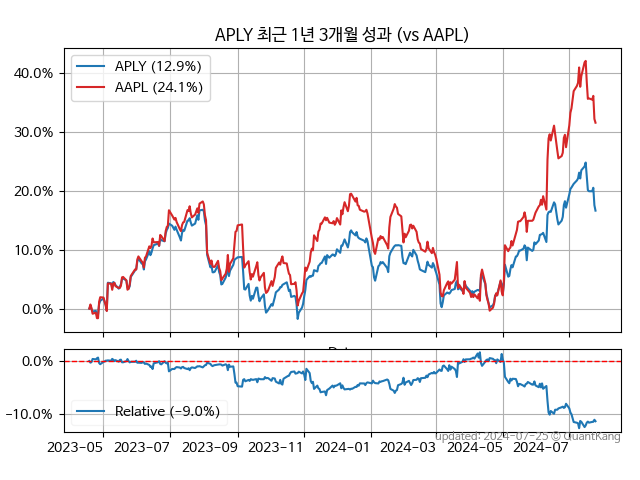 APLY 최근 1년 3개월 성과 (vs AAPL)
APLY (12.9%)
AAPL (24.1%)
40.0%
30.0%
20.0%
10.0%
0.0%
0.0%
−10.0%
Relative (−9.0%)
updated: 2024-07-25 © QuantKang
2023-05 2023-07 2023-09 2023-11 2024-01 2024-03 2024-05 2024-07